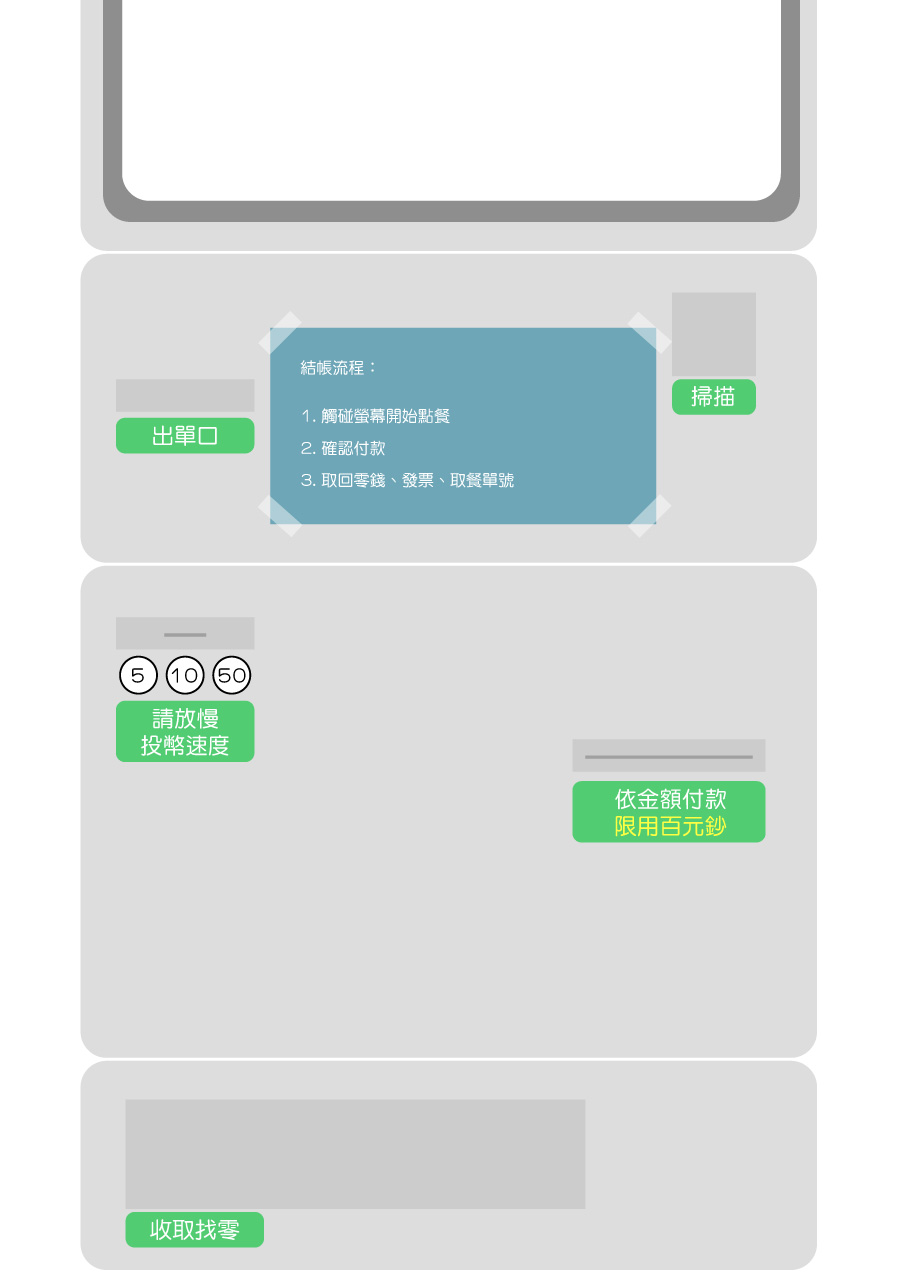 結帳流程：
1. 觸碰螢幕開始點餐
2. 確認付款
3. 取回零錢、發票、取餐單號
掃描
出單口
5 10 50
請放慢
投幣速度
依金額付款
限用百元鈔
收取找零